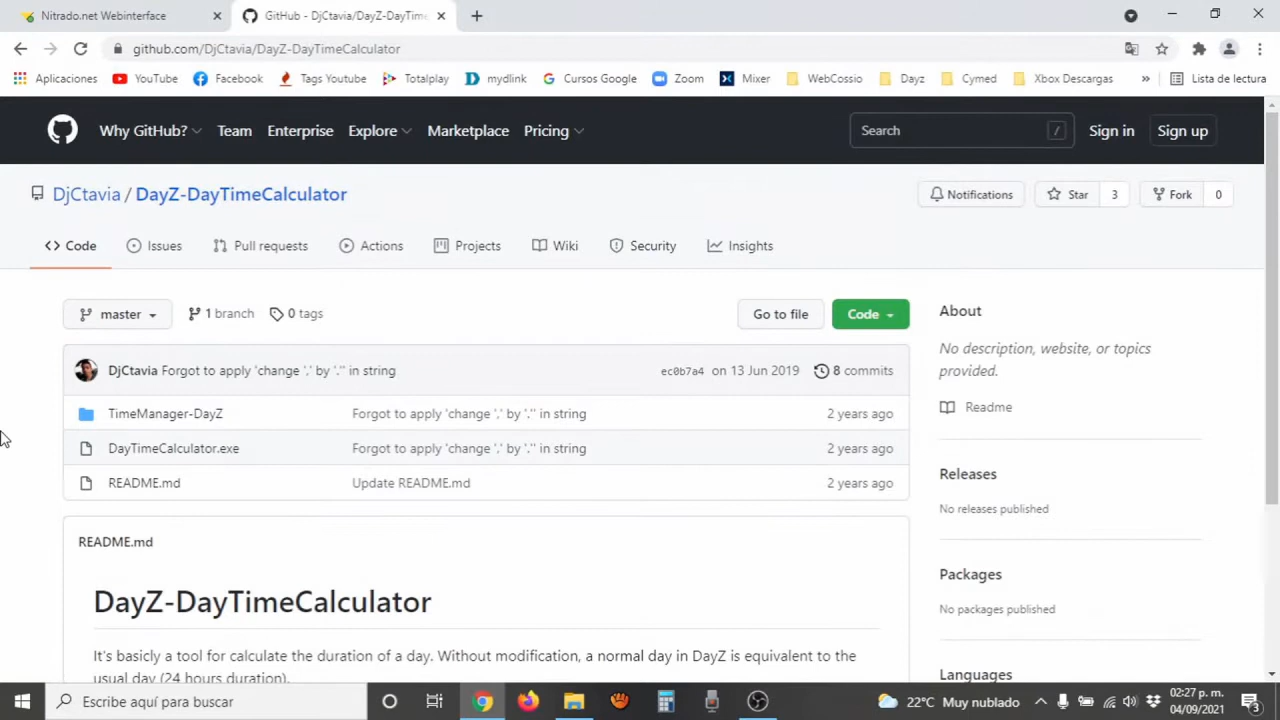 Nitrado.net Webinterface
GitHub - DjCtavia/DayZ-DayTime
github.com/DjCtavia/DayZ-DayTimeCalculator
Aplicaciones YouTube Facebook Tags Youtube Totalplay mydlink Cursos Google Zoom Mixer WebCossio Dayz Cymed Xbox Descargas » Lista de lectura
Why GitHub? Team Enterprise Explore Marketplace Pricing Search / Sign in Sign up
DjCtavia / DayZ-DayTimeCalculator Notifications Star 3 Fork 0
Code Issues Pull requests Actions Projects Wiki Security Insights
master 1 branch 0 tags Go to file Code
DjCtavia Forgot to apply 'change ',' by '.'' in string ec0b7a4 on 13 Jun 2019 8 commits
TimeManager-DayZ Forgot to apply 'change ',' by '.'' in string 2 years ago
DayTimeCalculator.exe Forgot to apply 'change ',' by '.'' in string 2 years ago
README.md Update README.md 2 years ago
README.md
DayZ-DayTimeCalculator
It's basicly a tool for calculate the duration of a day. Without modification, a normal day in DayZ is equivalent to the
usual day (24 hours duration).
About
No description, website, or topics
provided.
Readme
Releases
No releases published
Packages
No packages published
Languages
Escribe aquí para buscar
22°C Muy nublado
02:27 p. m.
04/09/2021
3